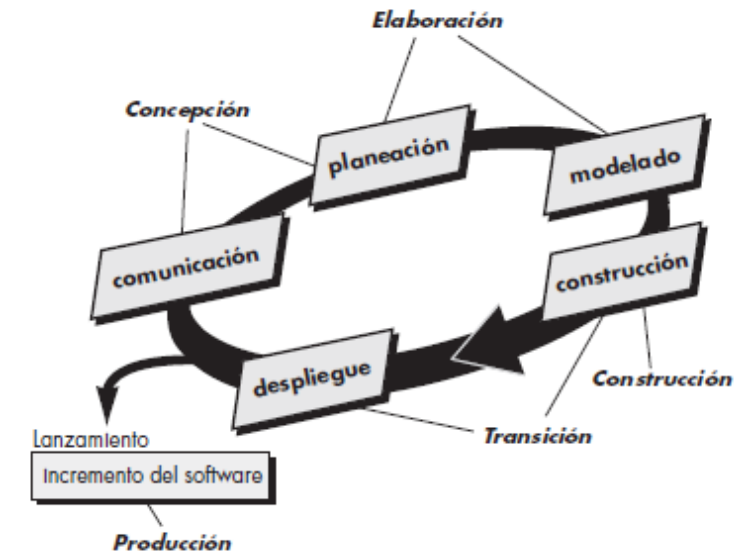 Elaboración
Concepción
planeación
modelado
comunicación
construcción
despliegue
Construcción
Transición
Lanzamiento
Incremento del software
Producción